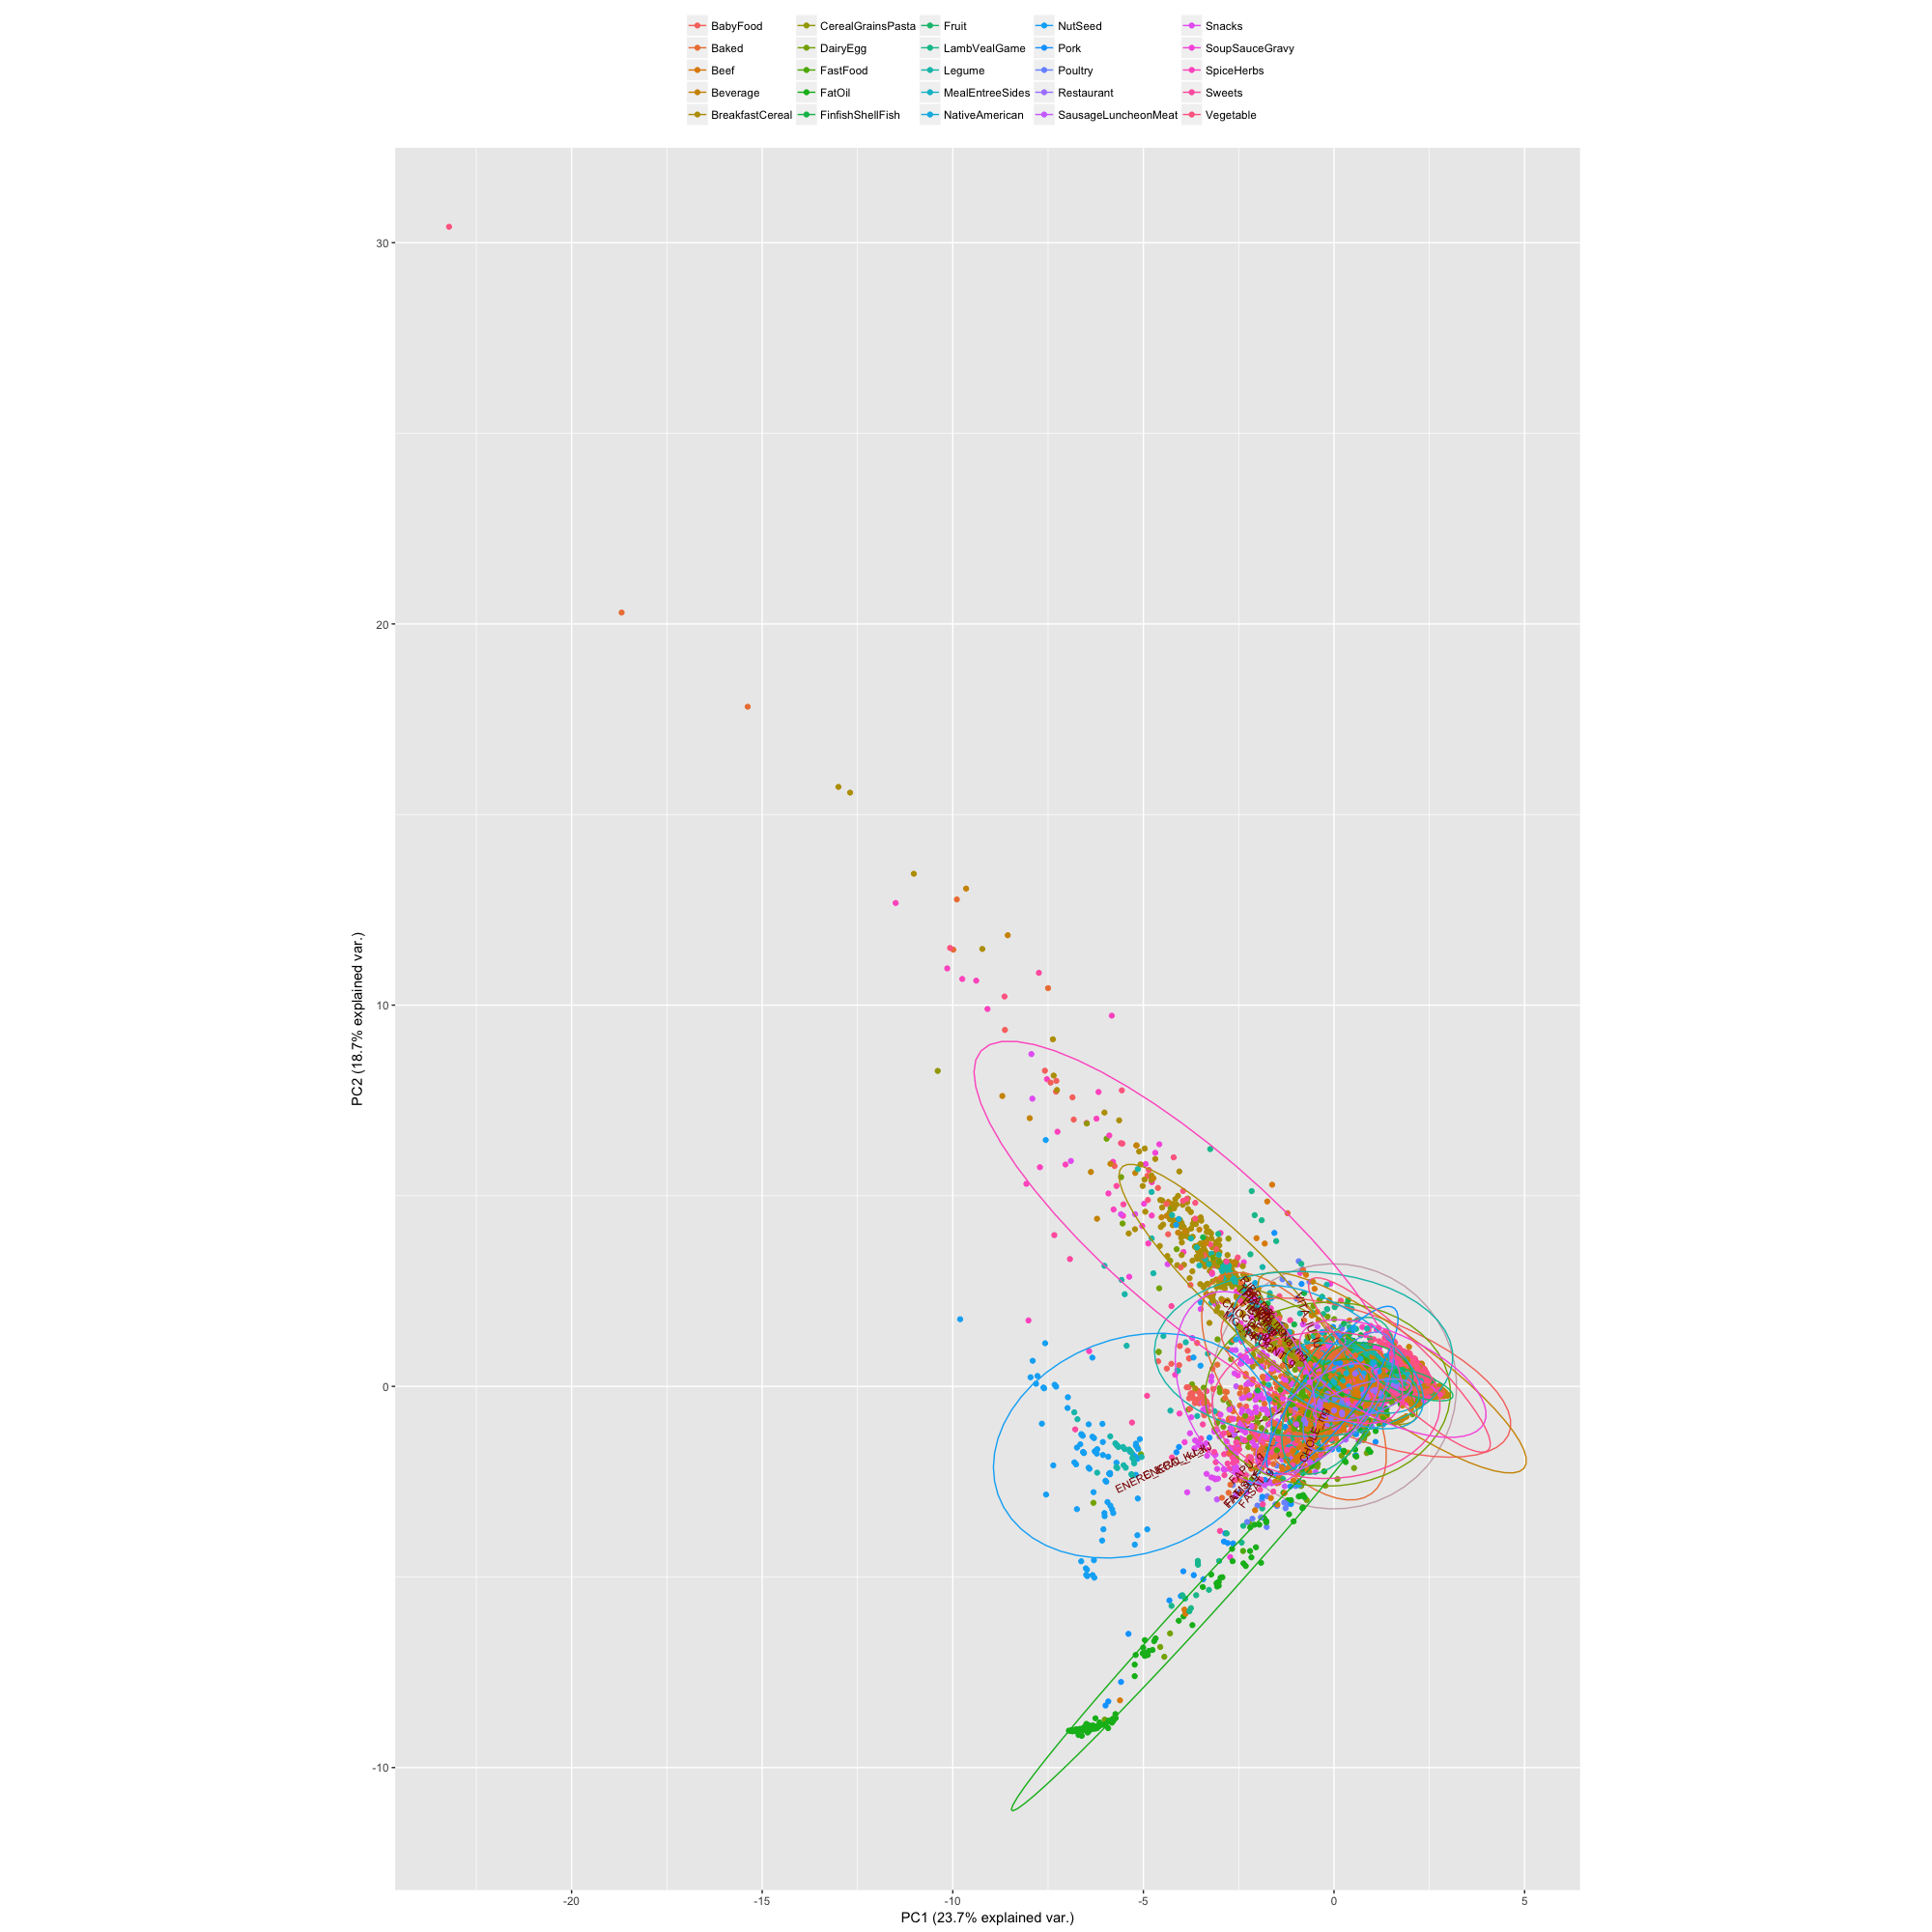 BabyFood CerealGrainsPasta Fruit NutSeed Snacks
Baked DairyEgg LambVealGame Pork SoupSauceGravy
Beef FastFood Legume Poultry SpiceHerbs
Beverage FatOil MealEntreeSides Restaurant Sweets
BreakfastCereal FinfishShellFish NativeAmerican SausageLuncheonMeat Vegetable
30
20
10
0
-10
PC2 (18.7% explained var.)
CHOLE_mg
-20 -15 -10 -5 0 5
PC1 (23.7% explained var.)